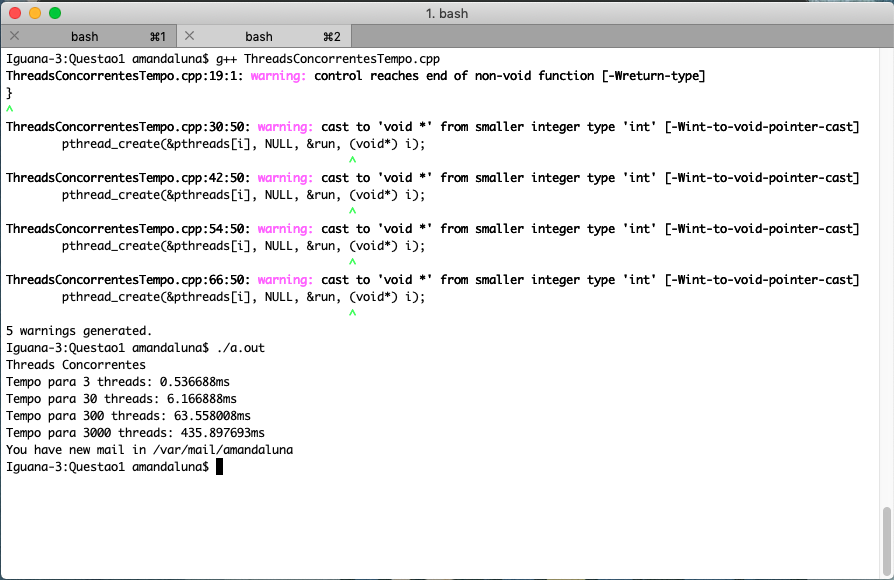 1. bash
bash ⌘1 bash ⌘2
Iguana-3:Questao1 amandaluna$ g++ ThreadsConcorrentesTempo.cpp
ThreadsConcorrentesTempo.cpp:19:1: warning: control reaches end of non-void function [-Wreturn-type]
}
^
ThreadsConcorrentesTempo.cpp:30:50: warning: cast to 'void *' from smaller integer type 'int' [-Wint-to-void-pointer-cast]
        pthread_create(&pthreads[i], NULL, &run, (void*) i);
                                                 ^
ThreadsConcorrentesTempo.cpp:42:50: warning: cast to 'void *' from smaller integer type 'int' [-Wint-to-void-pointer-cast]
        pthread_create(&pthreads[i], NULL, &run, (void*) i);
                                                 ^
ThreadsConcorrentesTempo.cpp:54:50: warning: cast to 'void *' from smaller integer type 'int' [-Wint-to-void-pointer-cast]
        pthread_create(&pthreads[i], NULL, &run, (void*) i);
                                                 ^
ThreadsConcorrentesTempo.cpp:66:50: warning: cast to 'void *' from smaller integer type 'int' [-Wint-to-void-pointer-cast]
        pthread_create(&pthreads[i], NULL, &run, (void*) i);
                                                 ^
5 warnings generated.
Iguana-3:Questao1 amandaluna$ ./a.out
Threads Concorrentes
Tempo para 3 threads: 0.536688ms
Tempo para 30 threads: 6.166888ms
Tempo para 300 threads: 63.558008ms
Tempo para 3000 threads: 435.897693ms
You have new mail in /var/mail/amandaluna
Iguana-3:Questao1 amandaluna$